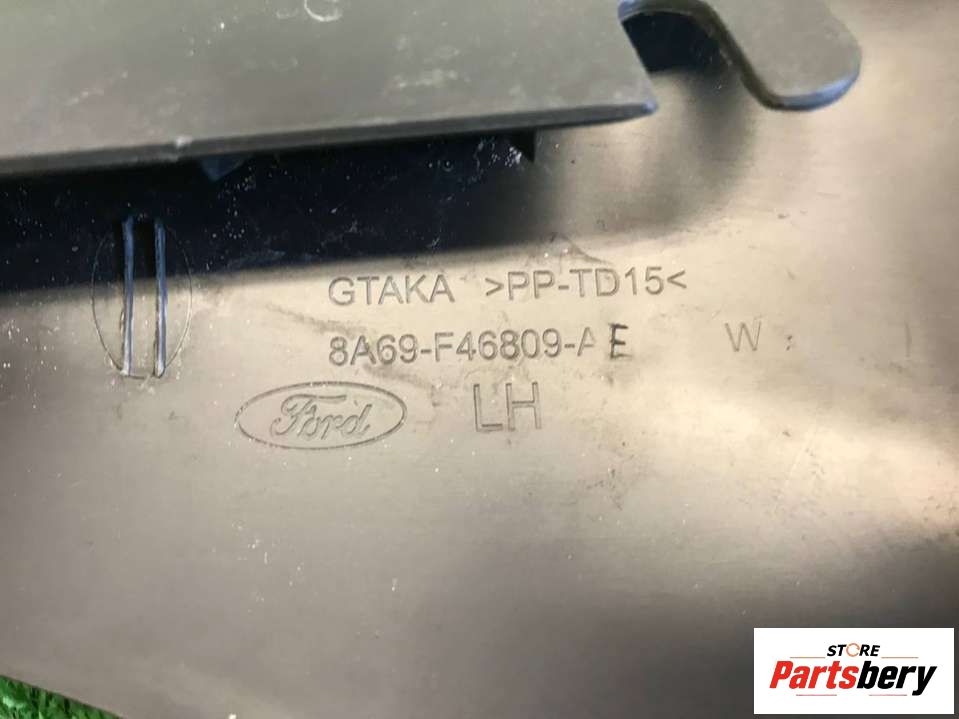 GTAKA >PP-TD15<
8A69-F46809-AE W
Ford LH
STORE
Partsbery